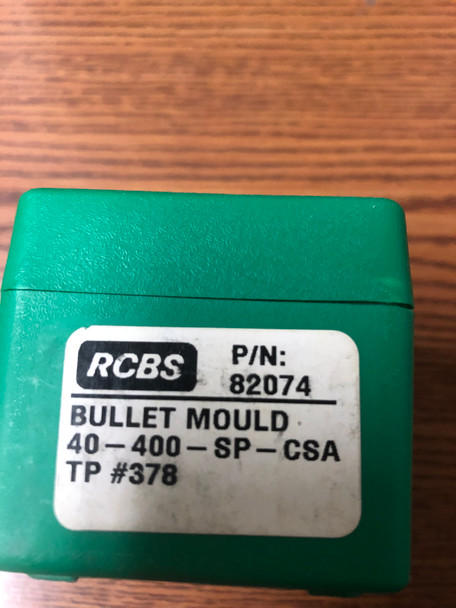 RCBS
P/N:
82074
BULLET MOULD
40-400-SP-CSA
TP #378